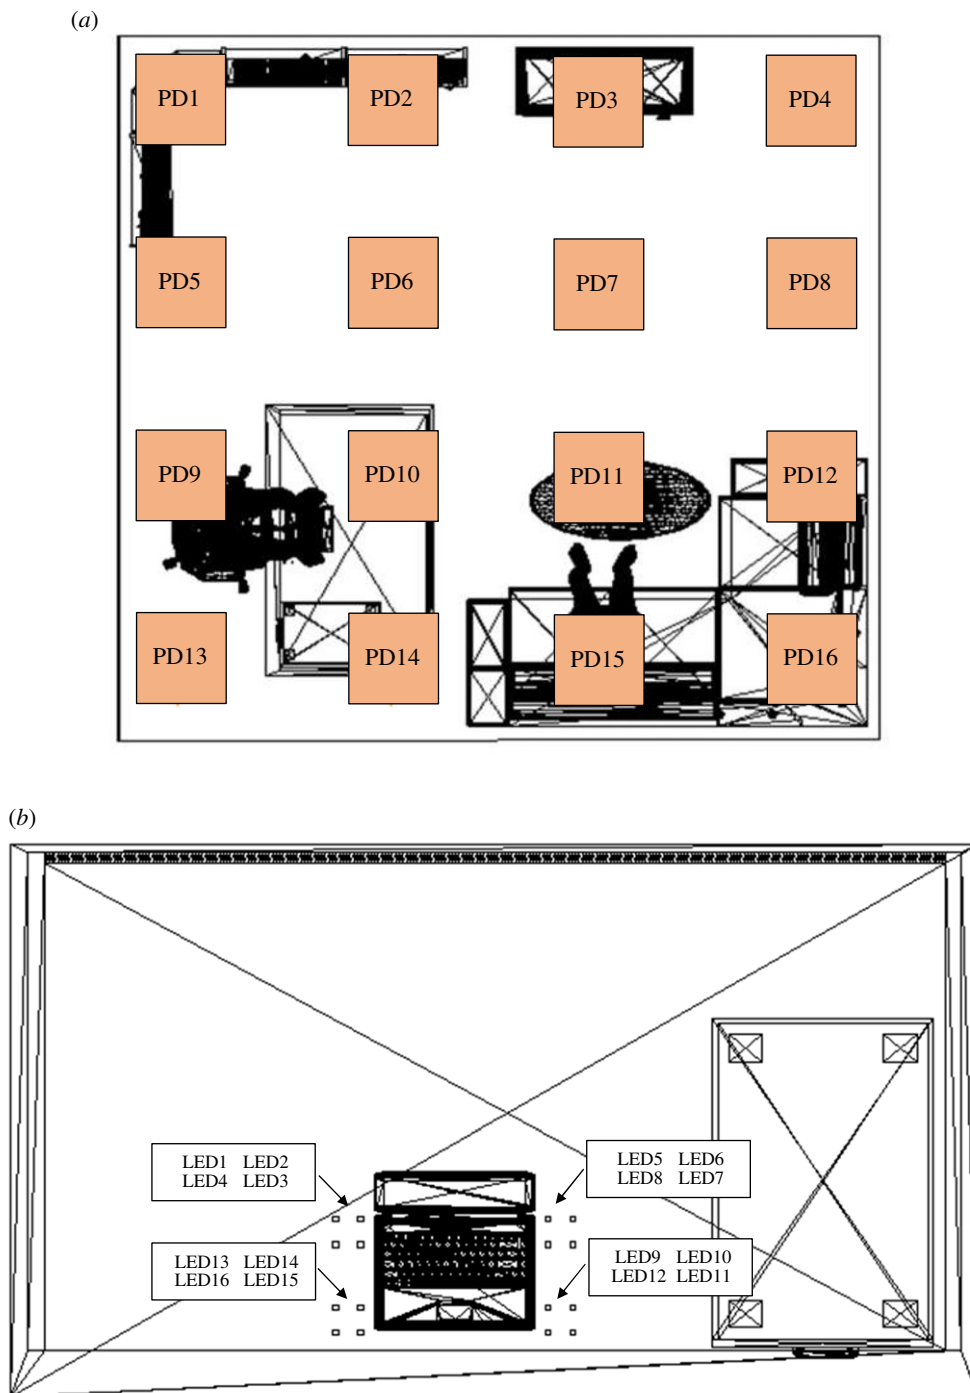 (a)
PD1 PD2 PD3 PD4
PD5 PD6 PD7 PD8
PD9 PD10 PD11 PD12
PD13 PD14 PD15 PD16
(b)
LED1 LED2
LED4 LED3
LED5 LED6
LED8 LED7
LED13 LED14
LED16 LED15
LED9 LED10
LED12 LED11